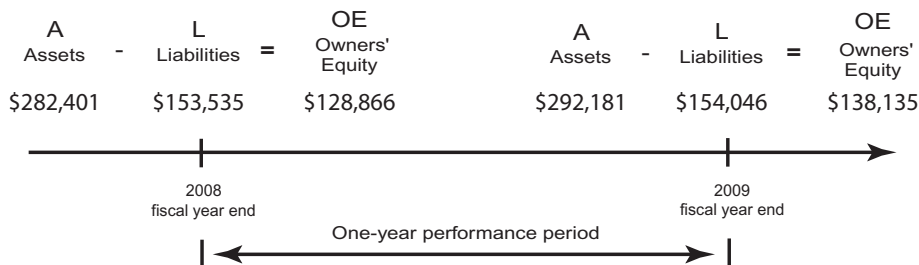 A - L = OE
Assets Liabilities Owners' Equity
$282,401 $153,535 $128,866
A - L = OE
Assets Liabilities Owners' Equity
$292,181 $154,046 $138,135
2008
fiscal year end
2009
fiscal year end
One-year performance period